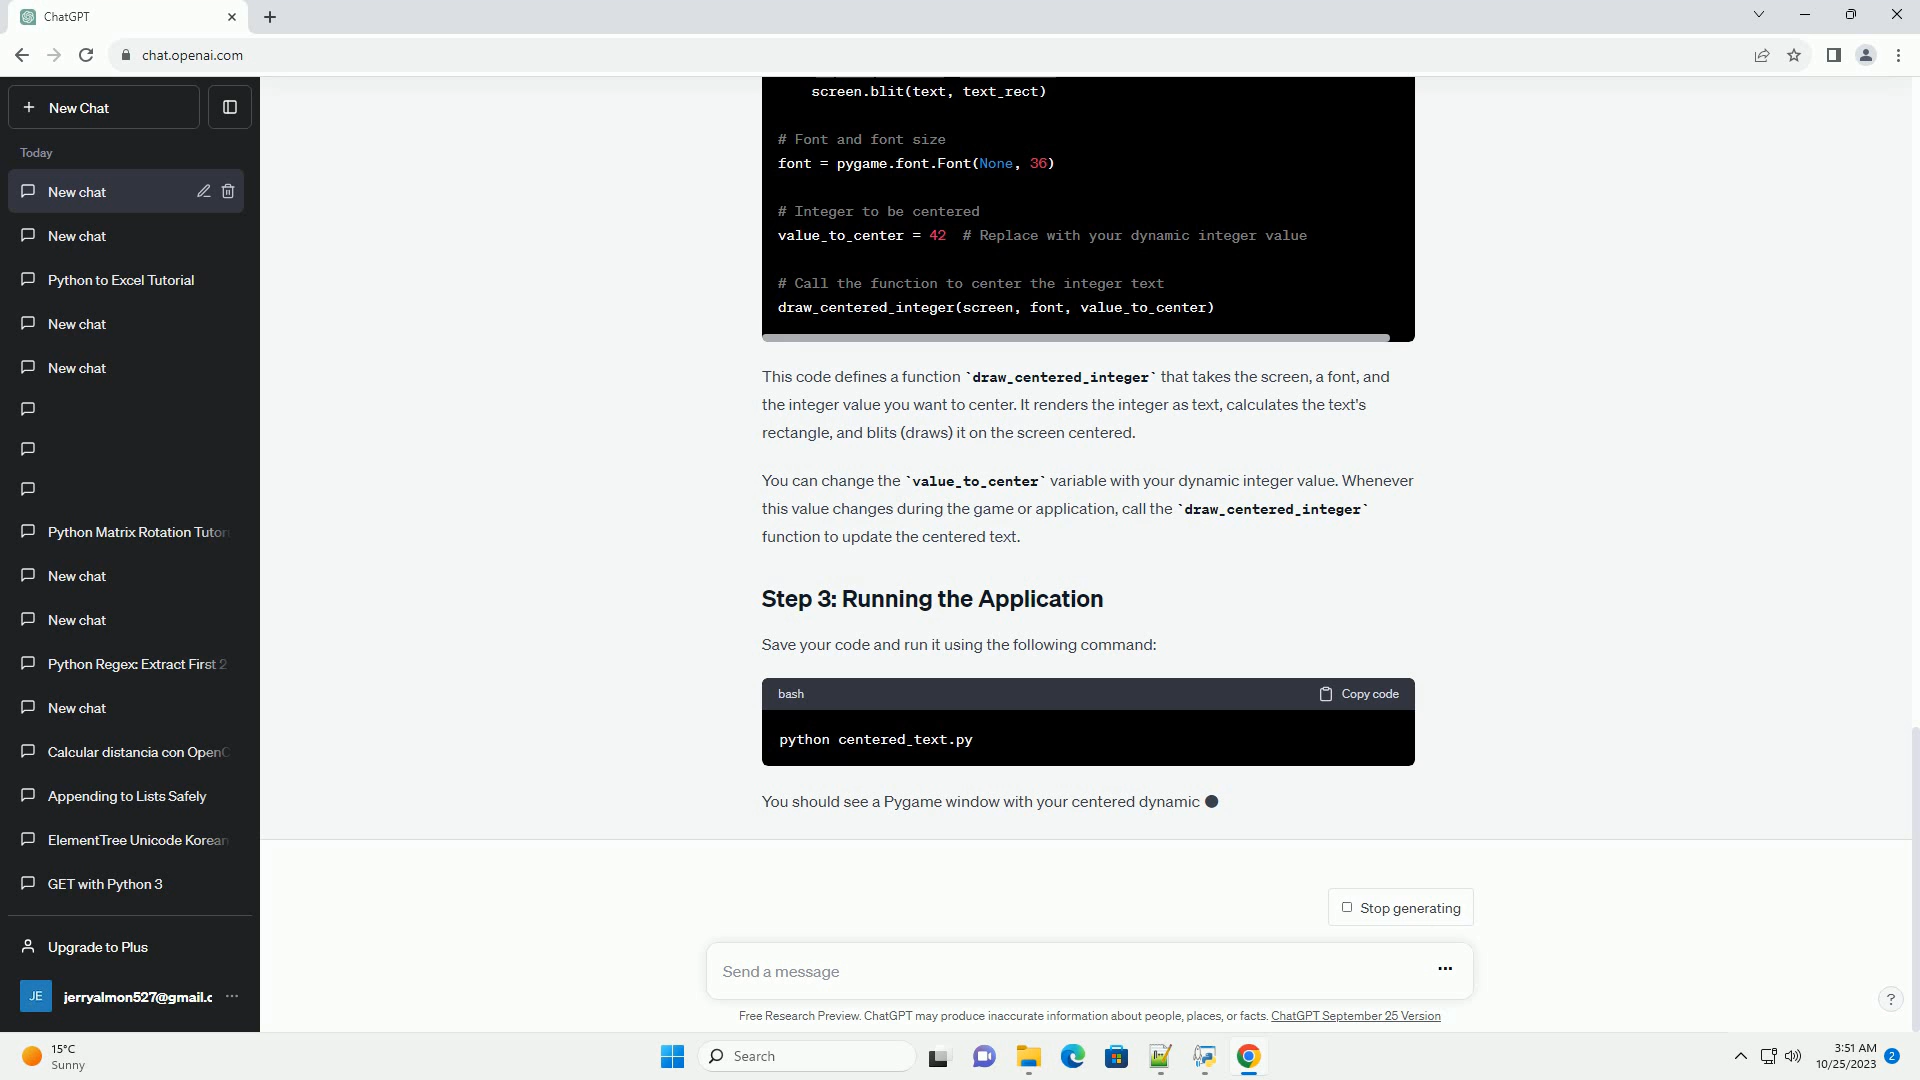 ChatGPT
chat.openai.com
New Chat
Today
New chat
New chat
Python to Excel Tutorial
New chat
New chat
Python Matrix Rotation Tutor
New chat
New chat
Python Regex: Extract First 2
New chat
Calcular distancia con OpenC
Appending to Lists Safely
ElementTree Unicode Korean
GET with Python 3
Upgrade to Plus
JE
jerryalmon527@gmail.c
screen.blit(text, text_rect)
# Font and font size
font = pygame.font.Font(None, 36)
# Integer to be centered
value_to_center = 42  # Replace with your dynamic integer value
# Call the function to center the integer text
draw_centered_integer(screen, font, value_to_center)
This code defines a function `draw_centered_integer` that takes the screen, a font, and
the integer value you want to center. It renders the integer as text, calculates the text's
rectangle, and blits (draws) it on the screen centered.
You can change the `value_to_center` variable with your dynamic integer value. Whenever
this value changes during the game or application, call the `draw_centered_integer`
function to update the centered text.
Step 3: Running the Application
Save your code and run it using the following command:
bash
Copy code
python centered_text.py
You should see a Pygame window with your centered dynamic
Stop generating
Send a message
Free Research Preview. ChatGPT may produce inaccurate information about people, places, or facts. ChatGPT September 25 Version
?
15°C
Sunny
Search
3:51 AM
10/25/2023
2